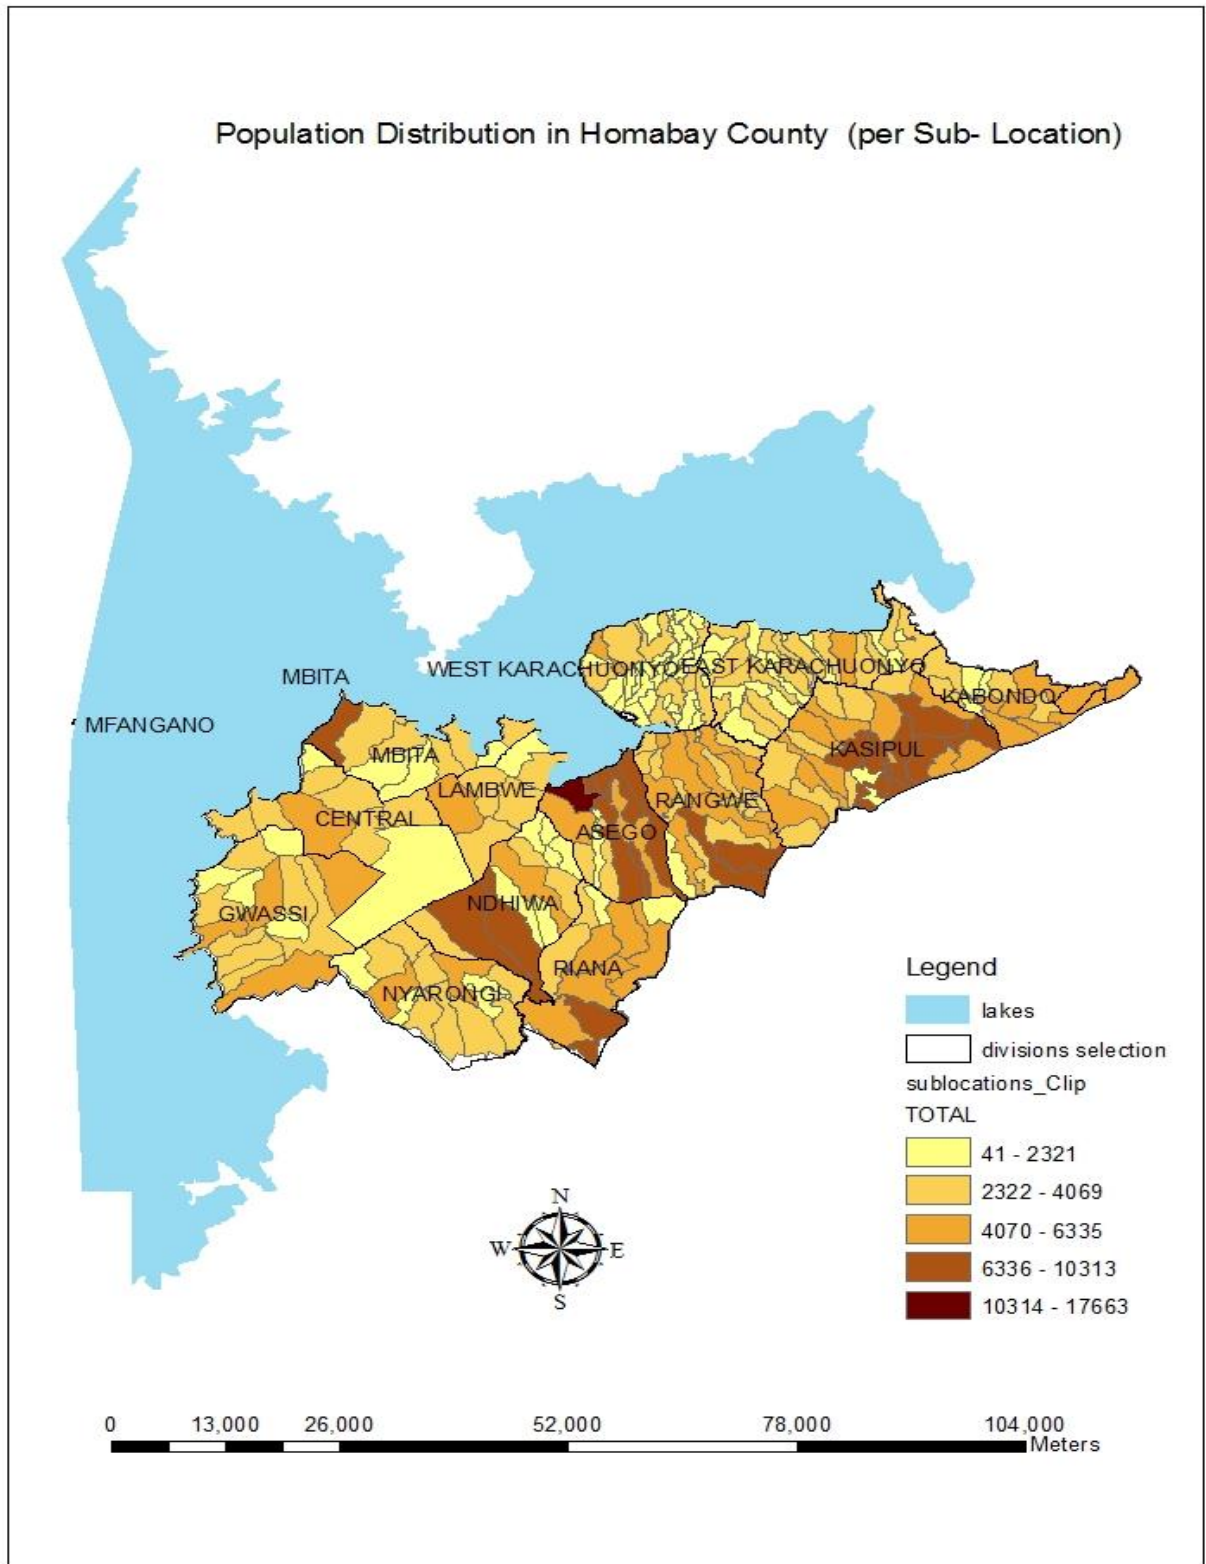 Population Distribution in Homabay County (per Sub- Location)
WEST KARACHUONYO
EAST KARACHUONYO
MBITA
KABONDO
MFANGANO
MBITA
KASIPUL
LAMBWE
RANGWE
CENTRAL
ASEGO
NDHIWA
GWASSI
RIANA
NYARONGI
Legend
lakes
divisions selection
sublocations_Clip
TOTAL
41 - 2321
2322 - 4069
4070 - 6335
6336 - 10313
10314 - 17663
N
W E
S
0 13,000 26,000 52,000 78,000 104,000
Meters